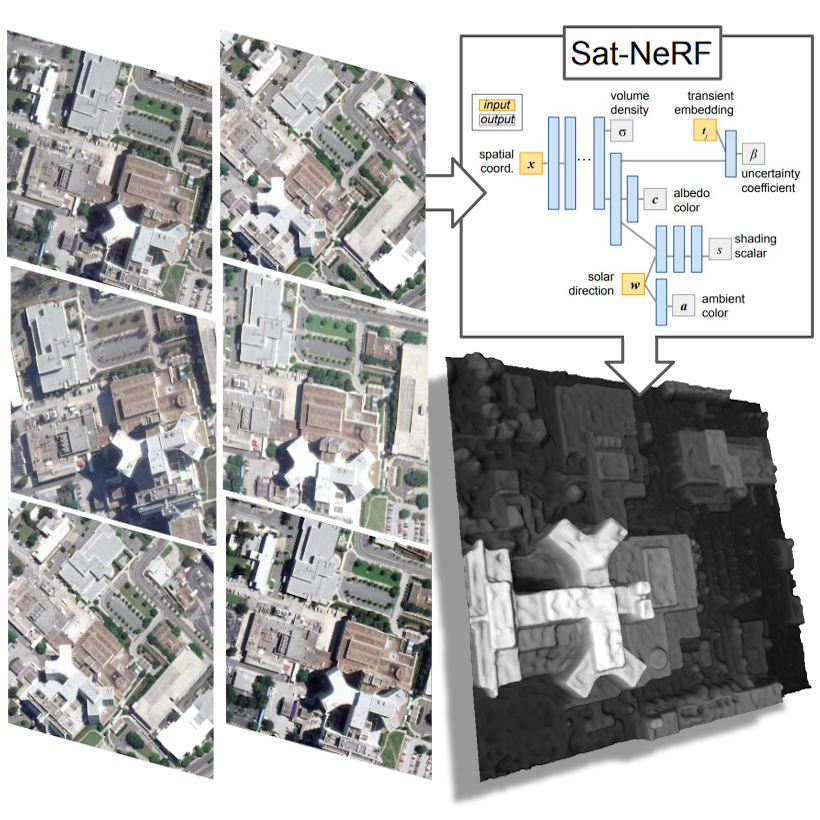 Sat-NeRF
input
output
volume
density
σ
transient
embedding
t_j
spatial
coord.
x
...
β
uncertainty
coefficient
c
albedo
color
s
shading
scalar
solar
direction
w
a
ambient
color